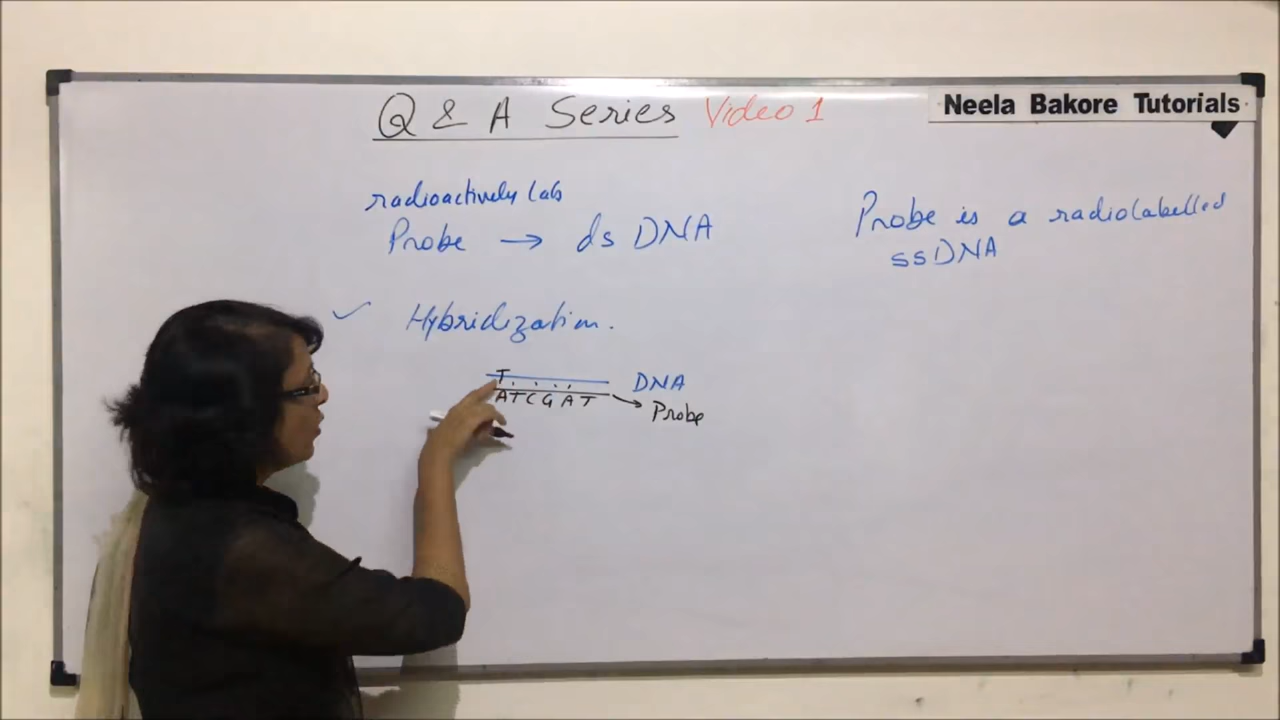 Q & A Series Video 1
Neela Bakore Tutorials
radioactively lab
Probe → ds DNA
Probe is a radiolabelled
ssDNA
✓ Hybridization.
T
DNA
ATCGAT
Probe